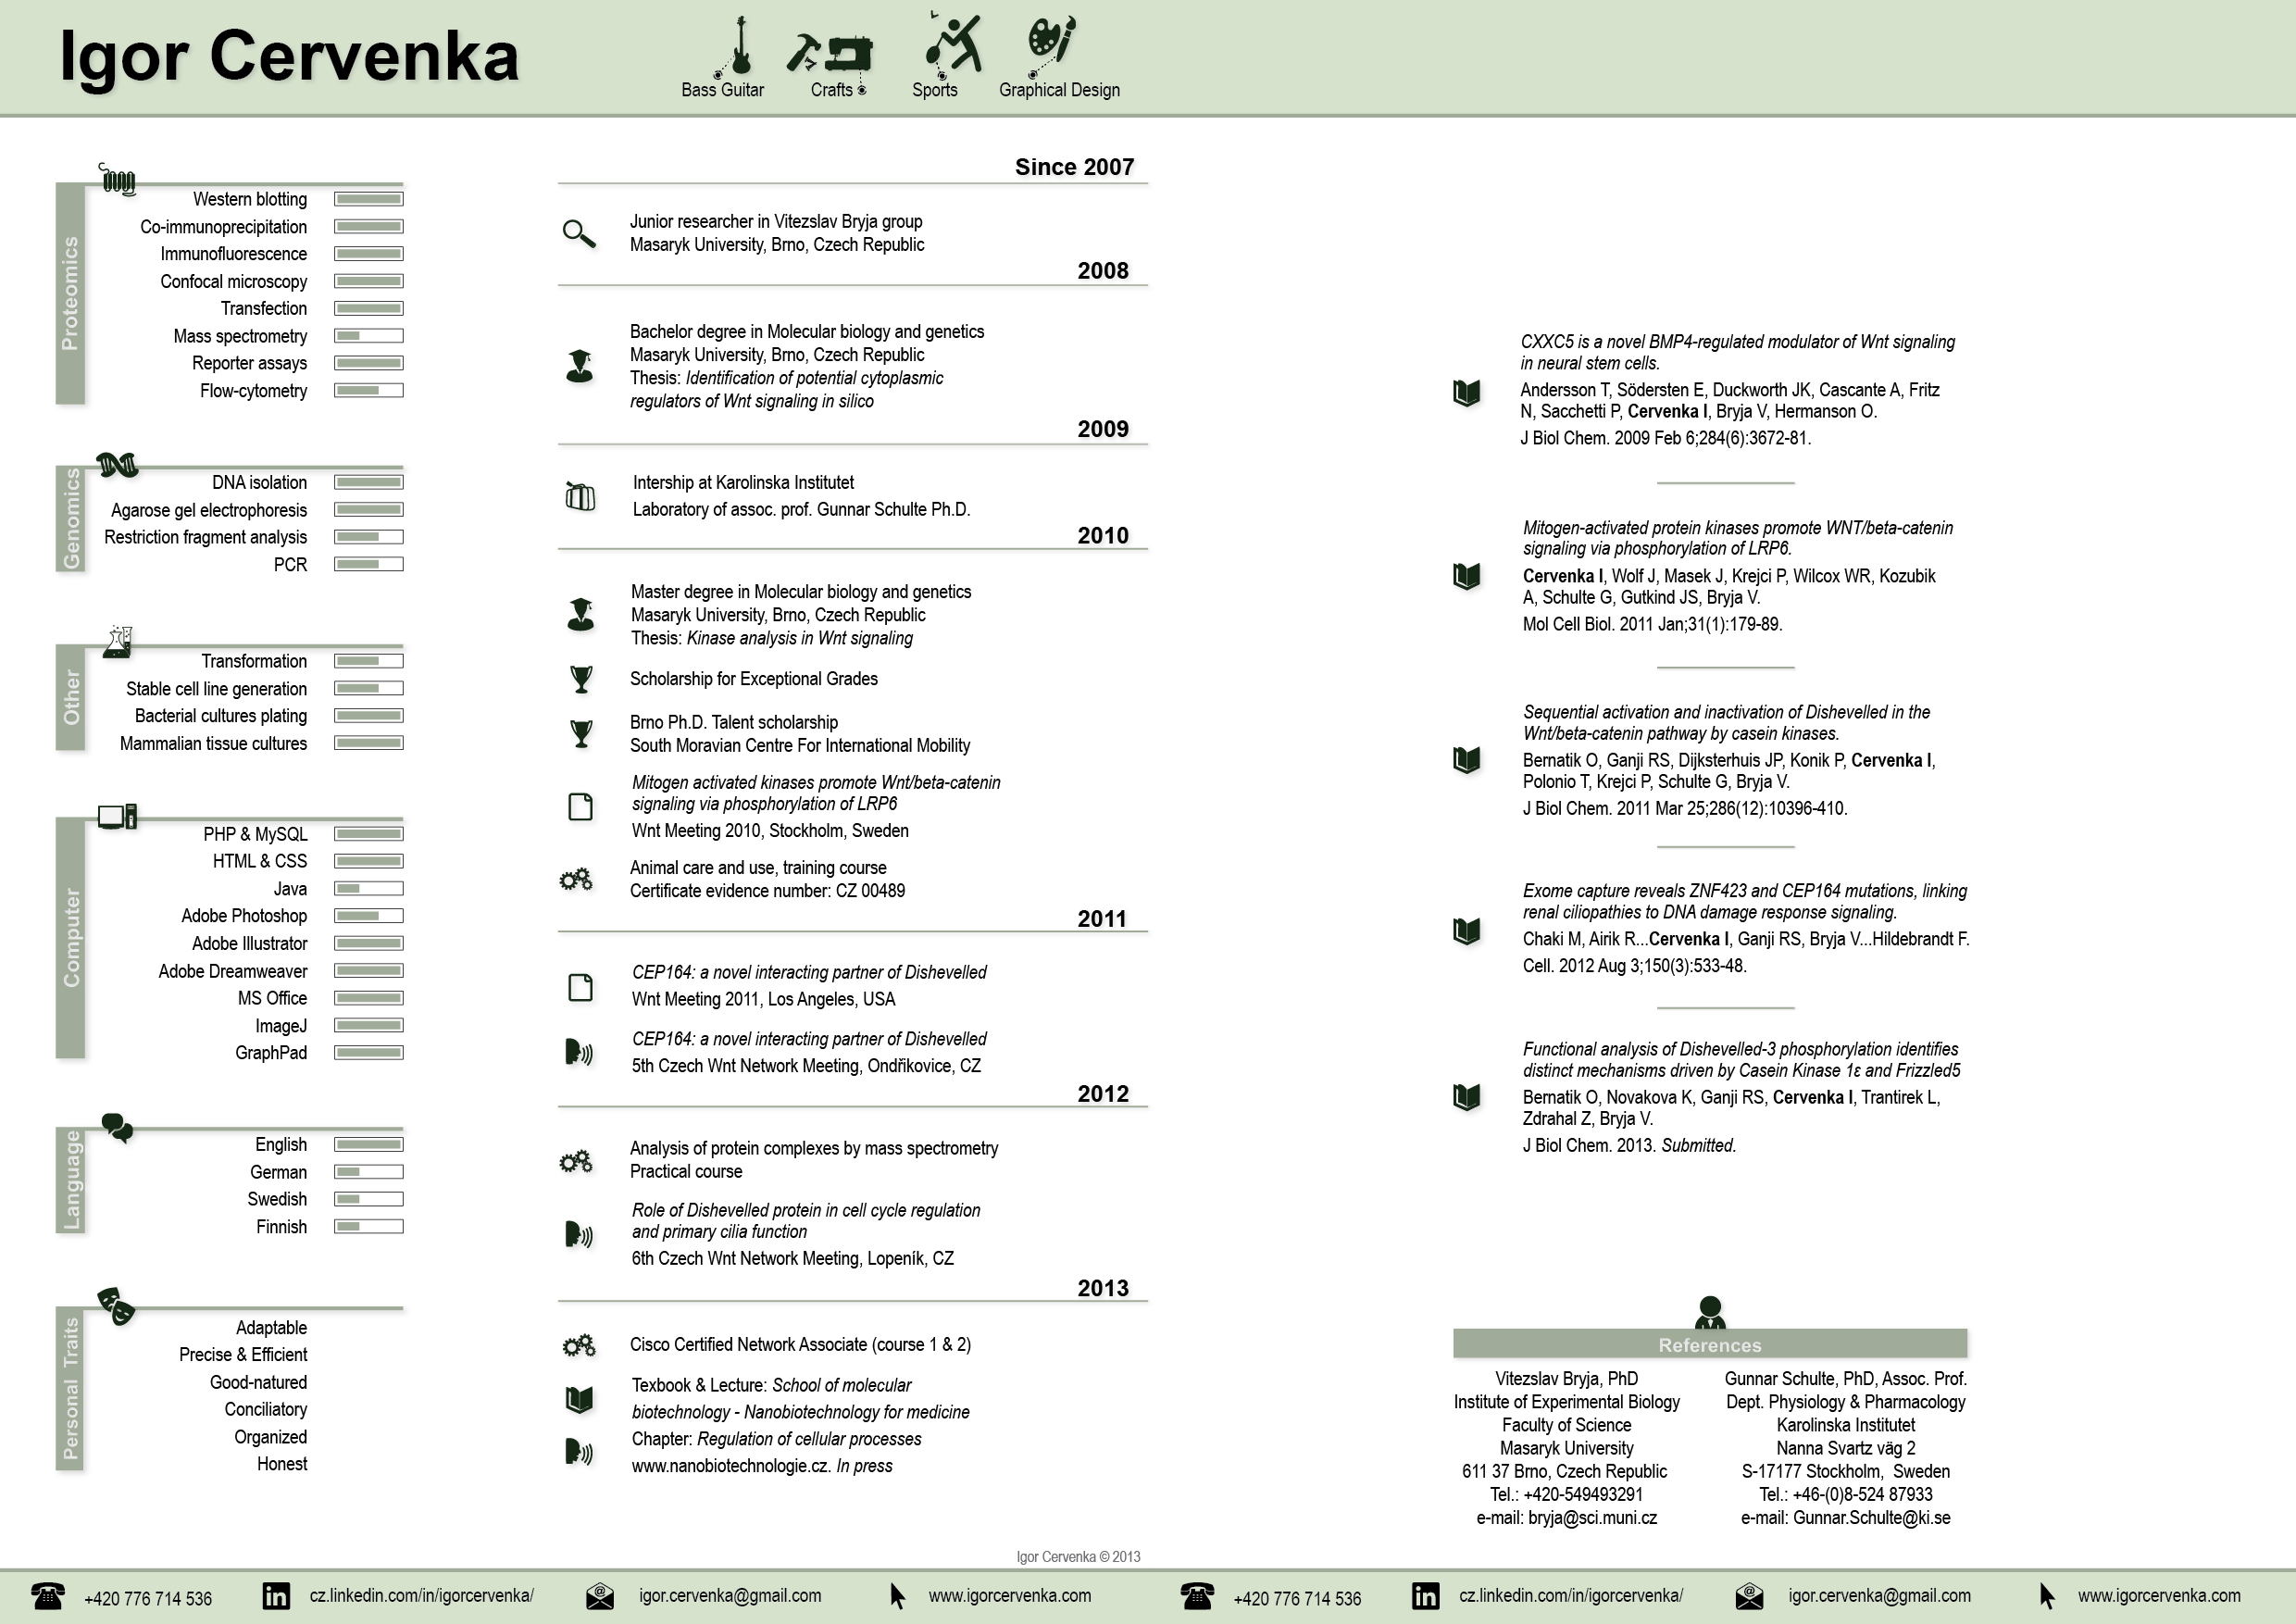 Igor Cervenka
Bass Guitar
Crafts
Sports
Graphical Design
Proteomics
Western blotting
Co-immunoprecipitation
Immunofluorescence
Confocal microscopy
Transfection
Mass spectrometry
Reporter assays
Flow-cytometry
Genomics
DNA isolation
Agarose gel electrophoresis
Restriction fragment analysis
PCR
Other
Transformation
Stable cell line generation
Bacterial cultures plating
Mammalian tissue cultures
Computer
PHP & MySQL
HTML & CSS
Java
Adobe Photoshop
Adobe Illustrator
Adobe Dreamweaver
MS Office
ImageJ
GraphPad
Language
English
German
Swedish
Finnish
Personal Traits
Adaptable
Precise & Efficient
Good-natured
Conciliatory
Organized
Honest
Since 2007
Junior researcher in Vitezslav Bryja group
Masaryk University, Brno, Czech Republic
2008
Bachelor degree in Molecular biology and genetics
Masaryk University, Brno, Czech Republic
Thesis: Identification of potential cytoplasmic
regulators of Wnt signaling in silico
2009
Intership at Karolinska Institutet
Laboratory of assoc. prof. Gunnar Schulte Ph.D.
2010
Master degree in Molecular biology and genetics
Masaryk University, Brno, Czech Republic
Thesis: Kinase analysis in Wnt signaling
Scholarship for Exceptional Grades
Brno Ph.D. Talent scholarship
South Moravian Centre For International Mobility
Mitogen activated kinases promote Wnt/beta-catenin
signaling via phosphorylation of LRP6
Wnt Meeting 2010, Stockholm, Sweden
Animal care and use, training course
Certificate evidence number: CZ 00489
2011
CEP164: a novel interacting partner of Dishevelled
Wnt Meeting 2011, Los Angeles, USA
CEP164: a novel interacting partner of Dishevelled
5th Czech Wnt Network Meeting, Ondřikovice, CZ
2012
Analysis of protein complexes by mass spectrometry
Practical course
Role of Dishevelled protein in cell cycle regulation
and primary cilia function
6th Czech Wnt Network Meeting, Lopeník, CZ
2013
Cisco Certified Network Associate (course 1 & 2)
Texbook & Lecture: School of molecular
biotechnology - Nanobiotechnology for medicine
Chapter: Regulation of cellular processes
www.nanobiotechnologie.cz. In press
CXXC5 is a novel BMP4-regulated modulator of Wnt signaling
in neural stem cells.
Andersson T, Södersten E, Duckworth JK, Cascante A, Fritz
N, Sacchetti P, Cervenka I, Bryja V, Hermanson O.
J Biol Chem. 2009 Feb 6;284(6):3672-81.
Mitogen-activated protein kinases promote WNT/beta-catenin
signaling via phosphorylation of LRP6.
Cervenka I, Wolf J, Masek J, Krejci P, Wilcox WR, Kozubik
A, Schulte G, Gutkind JS, Bryja V.
Mol Cell Biol. 2011 Jan;31(1):179-89.
Sequential activation and inactivation of Dishevelled in the
Wnt/beta-catenin pathway by casein kinases.
Bernatik O, Ganji RS, Dijksterhuis JP, Konik P, Cervenka I,
Polonio T, Krejci P, Schulte G, Bryja V.
J Biol Chem. 2011 Mar 25;286(12):10396-410.
Exome capture reveals ZNF423 and CEP164 mutations, linking
renal ciliopathies to DNA damage response signaling.
Chaki M, Airik R...Cervenka I, Ganji RS, Bryja V...Hildebrandt F.
Cell. 2012 Aug 3;150(3):533-48.
Functional analysis of Dishevelled-3 phosphorylation identifies
distinct mechanisms driven by Casein Kinase 1ε and Frizzled5
Bernatik O, Novakova K, Ganji RS, Cervenka I, Trantirek L,
Zdrahal Z, Bryja V.
J Biol Chem. 2013. Submitted.
References
Vitezslav Bryja, PhD
Institute of Experimental Biology
Faculty of Science
Masaryk University
611 37 Brno, Czech Republic
Tel.: +420-549493291
e-mail: bryja@sci.muni.cz
Gunnar Schulte, PhD, Assoc. Prof.
Dept. Physiology & Pharmacology
Karolinska Institutet
Nanna Svartz väg 2
S-17177 Stockholm, Sweden
Tel.: +46-(0)8-524 87933
e-mail: Gunnar.Schulte@ki.se
Igor Cervenka © 2013
+420 776 714 536
in
cz.linkedin.com/in/igorcervenka/
@
igor.cervenka@gmail.com
www.igorcervenka.com
+420 776 714 536
in
cz.linkedin.com/in/igorcervenka/
@
igor.cervenka@gmail.com
www.igorcervenka.com